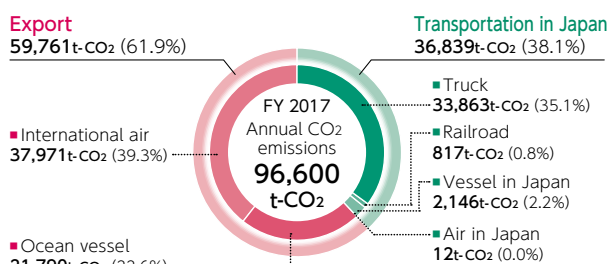 Export
59,761t-CO2 (61.9%)
Transportation in Japan
36,839t-CO2 (38.1%)
FY 2017
Annual CO2
emissions
96,600
t-CO2
■International air
37,971t-CO2 (39.3%)
■Ocean vessel
■Truck
33,863t-CO2 (35.1%)
■Railroad
817t-CO2 (0.8%)
■Vessel in Japan
2,146t-CO2 (2.2%)
■Air in Japan
12t-CO2 (0.0%)